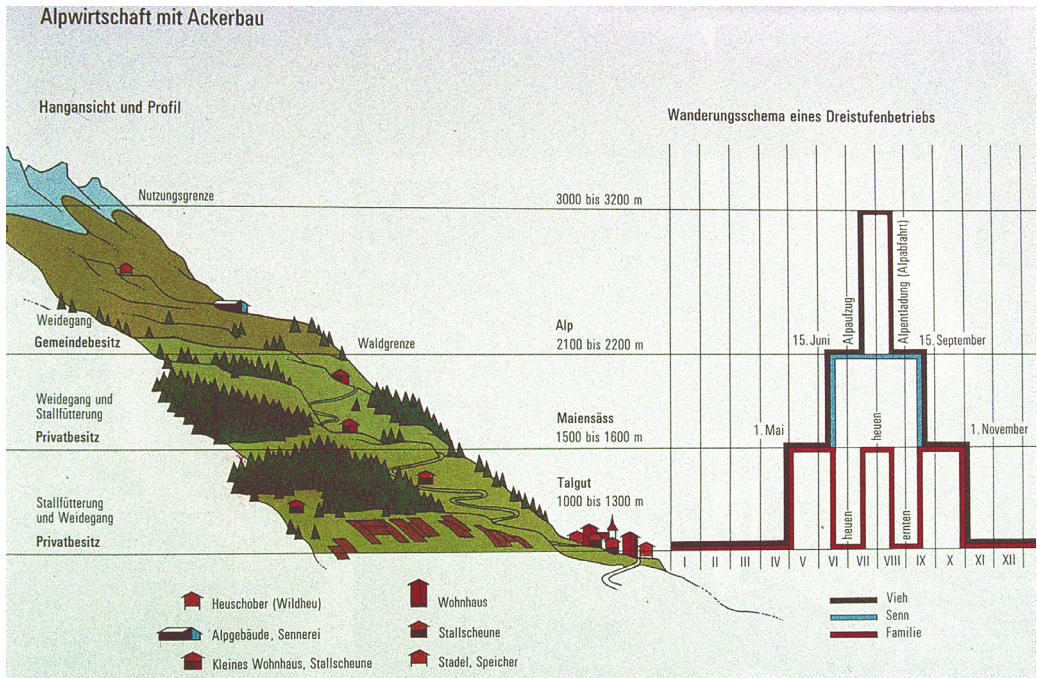 Alpwirtschaft mit Ackerbau
Hangansicht und Profil
Wanderungsschema eines Dreistufenbetriebs
Nutzungsgrenze
3000 bis 3200 m
Weidegang
Gemeindebesitz
Waldgrenze
Alp
2100 bis 2200 m
15. Juni
Alpaufzug
Alpentladung (Alpabfahrt)
15. September
Weidegang und
Stallfütterung
Privatbesitz
Maiensäss
1500 bis 1600 m
1. Mai
heuen
1. November
Stallfütterung
und Weidegang
Privatbesitz
Talgut
1000 bis 1300 m
heuen
ernten
I II III IV V VI VII VIII IX X XI XII
Heuschober (Wildheu)
Alpgebäude, Sennerei
Kleines Wohnhaus, Stallscheune
Wohnhaus
Stallscheune
Stadel, Speicher
Vieh
Senn
Familie